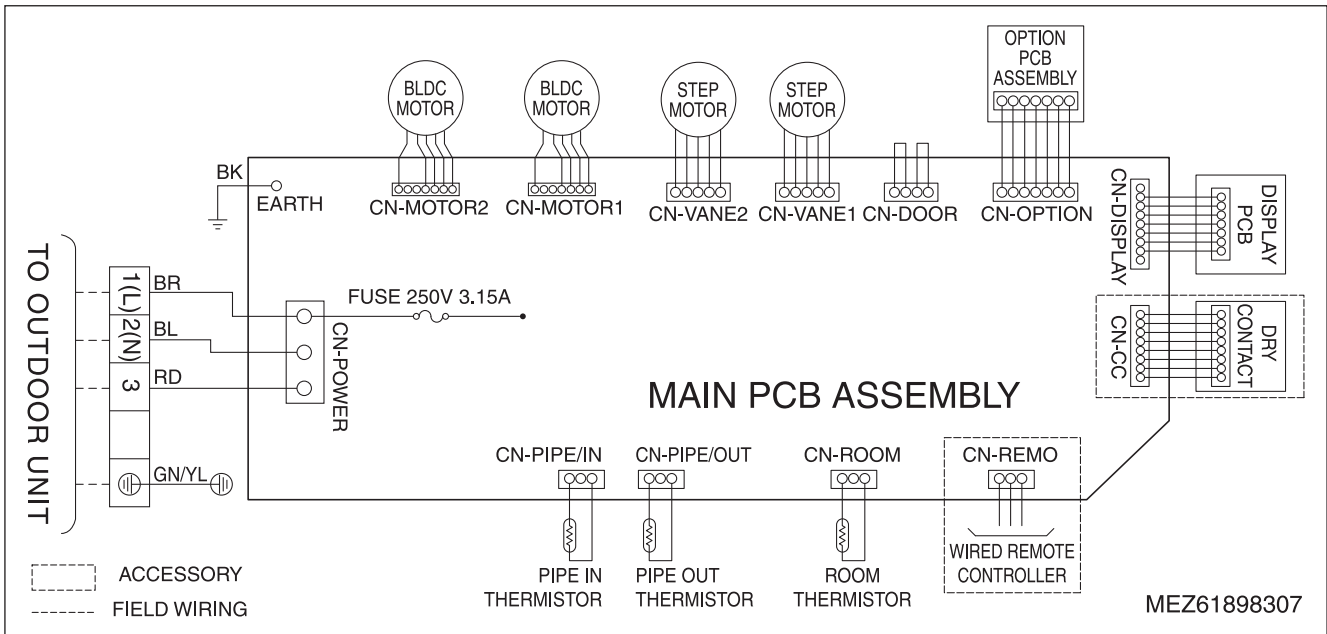 OPTION
PCB
ASSEMBLY
BLDC
MOTOR
BLDC
MOTOR
STEP
MOTOR
STEP
MOTOR
BK
EARTH
CN-MOTOR2
CN-MOTOR1
CN-VANE2
CN-VANE1
CN-DOOR
CN-OPTION
CN-DISPLAY
DISPLAY
PCB
TO OUTDOOR UNIT
1(L)
2(N)
3
BR
BL
RD
GN/YL
FUSE 250V 3.15A
CN-POWER
CN-CC
DRY
CONTACT
MAIN PCB ASSEMBLY
CN-PIPE/IN
CN-PIPE/OUT
CN-ROOM
CN-REMO
PIPE IN
THERMISTOR
PIPE OUT
THERMISTOR
ROOM
THERMISTOR
WIRED REMOTE
CONTROLLER
ACCESSORY
FIELD WIRING
MEZ61898307